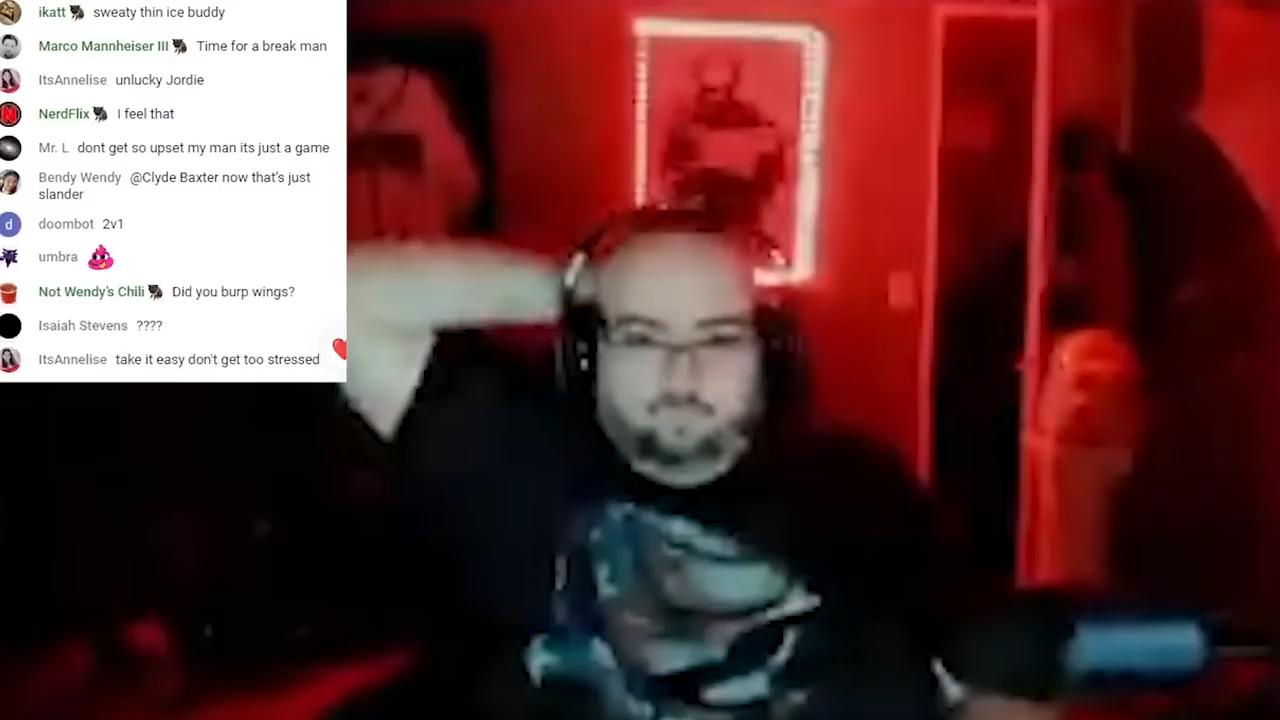 ikatt sweaty thin ice buddy
Marco Mannheiser III Time for a break man
ItsAnnelise unlucky Jordie
NerdFlix I feel that
Mr. L dont get so upset my man its just a game
Bendy Wendy @Clyde Baxter now that's just
slander
d doombot 2v1
umbra
Not Wendy's Chili Did you burp wings?
Isaiah Stevens ????
ItsAnnelise take it easy don't get too stressed